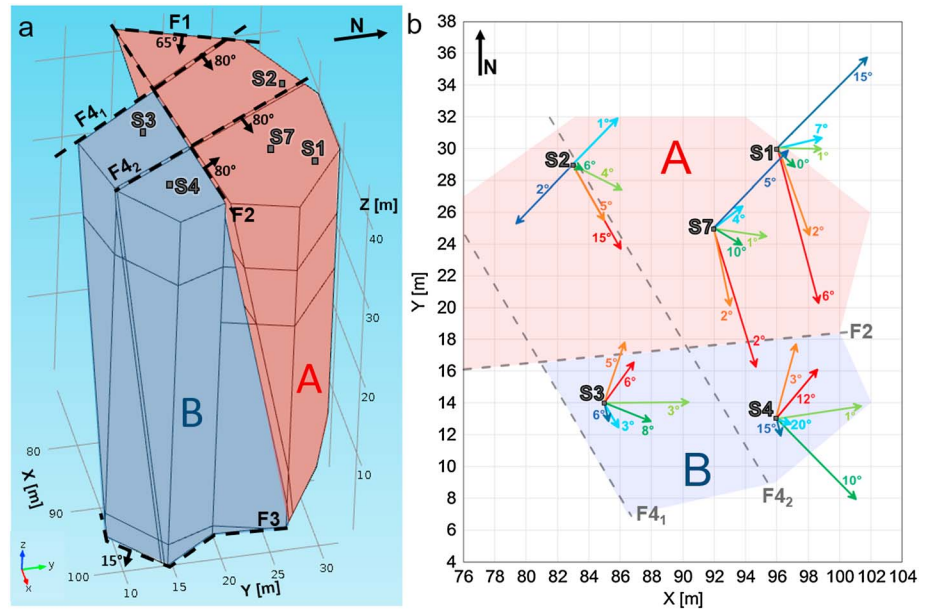 a
F1
N
65°
80°
S2
F4₁
S3
80°
S7
S1
F4₂
80°
S4
F2
Z [m]
40
30
A
20
B
80
10
X [m]
90
F3
15°
30
25
Y [m]
20
100
10
15
z
y
x
b
38
36
N
34
15°
32
1°
7°
30
S2
6°
A
S1
1°
0°
4°
28
2°
5°
5°
4°
26
S7
1°
15°
10°
2°
24
Y [m]
22
6°
20
2°
18
2°
F2
16
5°
6°
3°
S3
12°
14
3°
S4
1°
6°
3°
8°
15°
20°
12
10
B
10°
F4₂
8
F4₁
6
4
76 78 80 82 84 86 88 90 92 94 96 98 100 102 104
X [m]